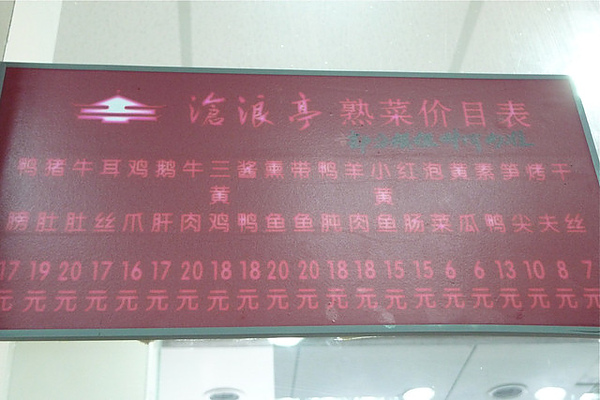 滄浪亭 熟菜价目表
鸭猪牛耳鸡鹅牛三酱熏带鸭羊小红泡黄素笋烤干
黄 黄
膀肚肚丝爪肝肉鸡鸭鱼鱼肿肉鱼肠菜瓜鸭尖夫丝
17 19 20 17 16 17 20 18 18 20 20 18 18 15 15 6 6 13 10 8 7
元元元元元元元元元元元元元元元元元元元元元